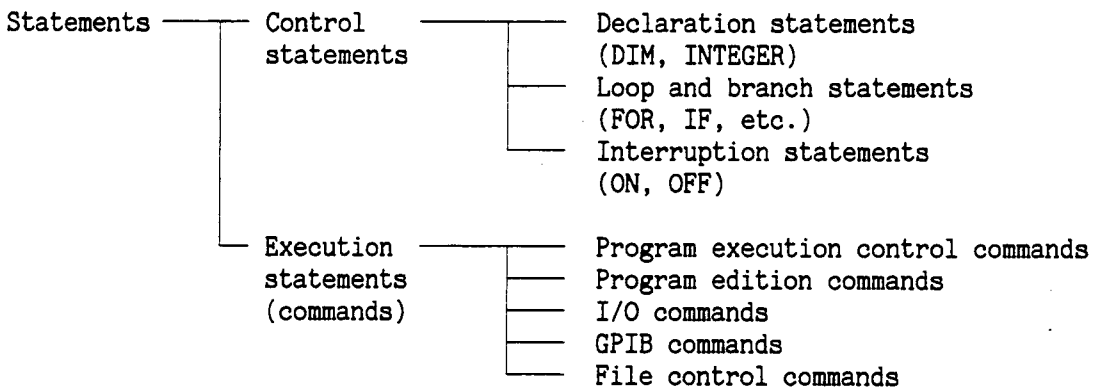 Statements Control Declaration statements
statements (DIM, INTEGER)
Loop and branch statements
(FOR, IF, etc.)
Interruption statements
(ON, OFF)
Execution Program execution control commands
statements Program edition commands
(commands) I/O commands
GPIB commands
File control commands